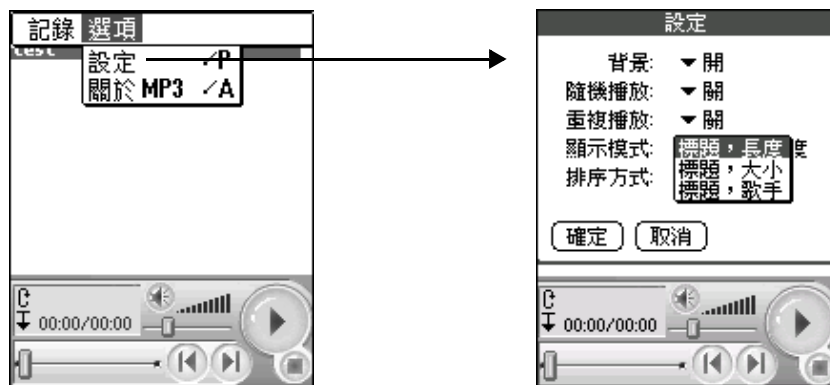 記錄 選項
test
設定 ✓P
關於 MP3 ✓A
00:00/00:00
設定
背景: 開
隨機播放: 關
重複播放: 關
顯示模式: 標題,長度 度
標題,大小
排序方式: 標題,歌手
確定 取消
00:00/00:00